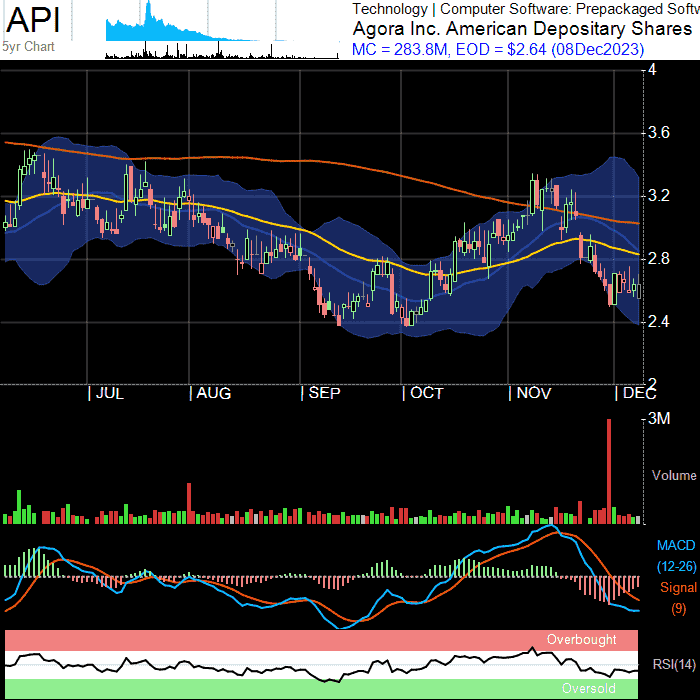 API
5yr Chart
Technology | Computer Software: Prepackaged Softw
Agora Inc. American Depositary Shares
MC = 283.8M, EOD = $2.64 (08Dec2023)
4
3.6
3.2
2.8
2.4
2
| JUL | AUG | SEP | OCT | NOV | DEC
3M
Volume
MACD
(12-26)
Signal
(9)
Overbought
RSI(14)
Oversold